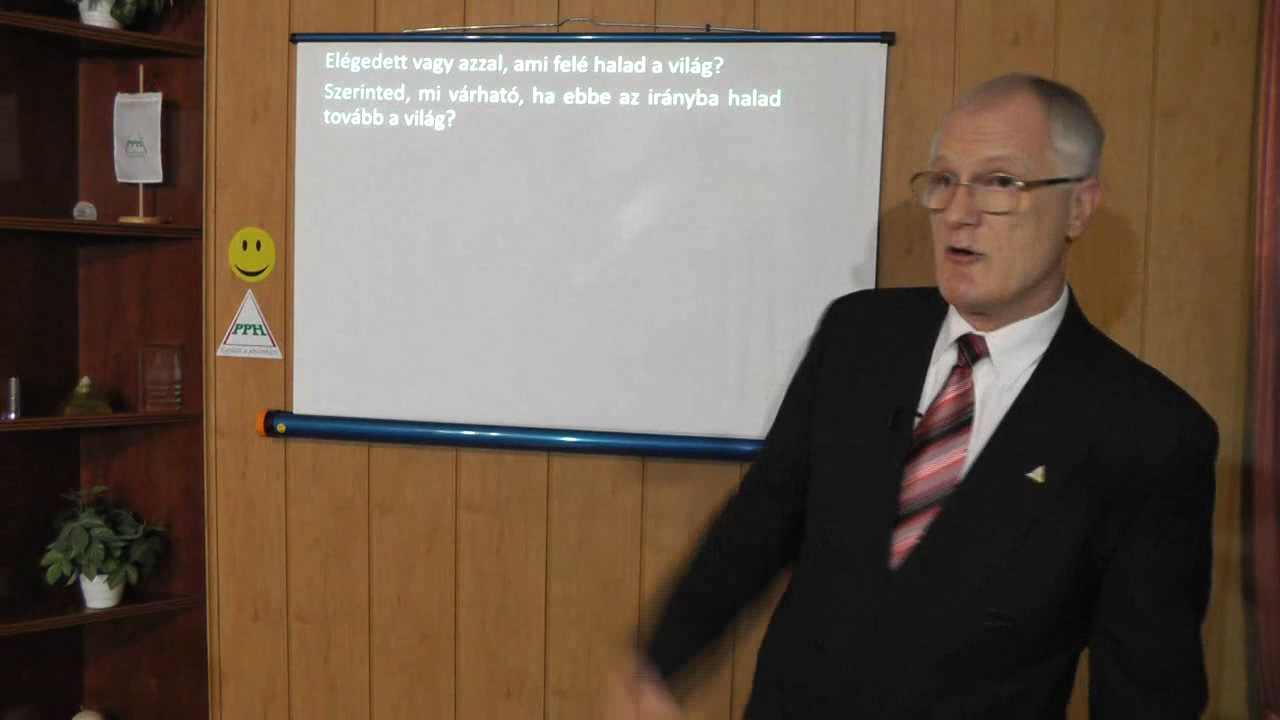 Elégedett vagy azzal, ami felé halad a világ?
Szerinted, mi várható, ha ebbe az irányba halad
tovább a világ?
PPH